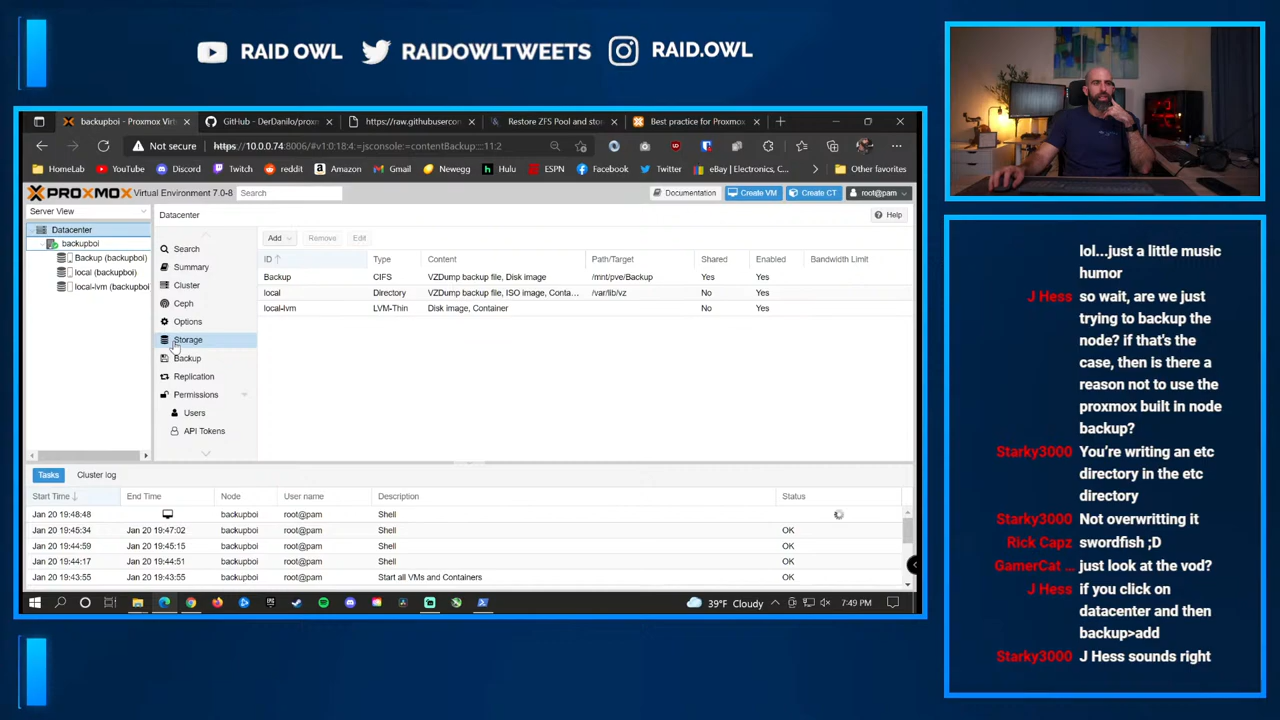 RAID OWL RAIDOWLTWEETS RAID.OWL
backupboi - Proxmox Virtu GitHub - DerDanilo/proxm https://raw.githubusercon Restore ZFS Pool and stor Best practice for Proxmox
Not secure https://10.0.0.74:8006/#v1:0:18:4:=jsconsole:=contentBackup:::11:2
HomeLab YouTube Discord Twitch reddit Amazon Gmail Newegg Hulu ESPN Facebook Twitter eBay | Electronics, C... Other favorites
PROXMOX Virtual Environment 7.0-8 Search Documentation Create VM Create CT root@pam
Server View
Datacenter
backupboi
Backup (backupboi)
local (backupboi)
local-lvm (backupboi
Datacenter Help
Search
Summary
Cluster
Ceph
Options
Storage
Backup
Replication
Permissions
Users
API Tokens
Add Remove Edit
ID Type Content Path/Target Shared Enabled Bandwidth Limit
Backup CIFS VZDump backup file, Disk image /mnt/pve/Backup Yes Yes
local Directory VZDump backup file, ISO image, Conta... /var/lib/vz No Yes
local-lvm LVM-Thin Disk image, Container No Yes
Tasks Cluster log
Start Time End Time Node User name Description Status
Jan 20 19:48:48 backupboi root@pam Shell
Jan 20 19:45:34 Jan 20 19:47:02 backupboi root@pam Shell OK
Jan 20 19:44:59 Jan 20 19:45:15 backupboi root@pam Shell OK
Jan 20 19:44:17 Jan 20 19:44:51 backupboi root@pam Shell OK
Jan 20 19:43:55 Jan 20 19:43:55 backupboi root@pam Start all VMs and Containers OK
39°F Cloudy 7:49 PM
lol...just a little music
humor
J Hess so wait, are we just
trying to backup the
node? if that's the
case, then is there a
reason not to use the
proxmox built in node
backup?
Starky3000 You're writing an etc
directory in the etc
directory
Starky3000 Not overwritting it
Rick Capz swordfish ;D
GamerCat ... just look at the vod?
J Hess if you click on
datacenter and then
backup>add
Starky3000 J Hess sounds right